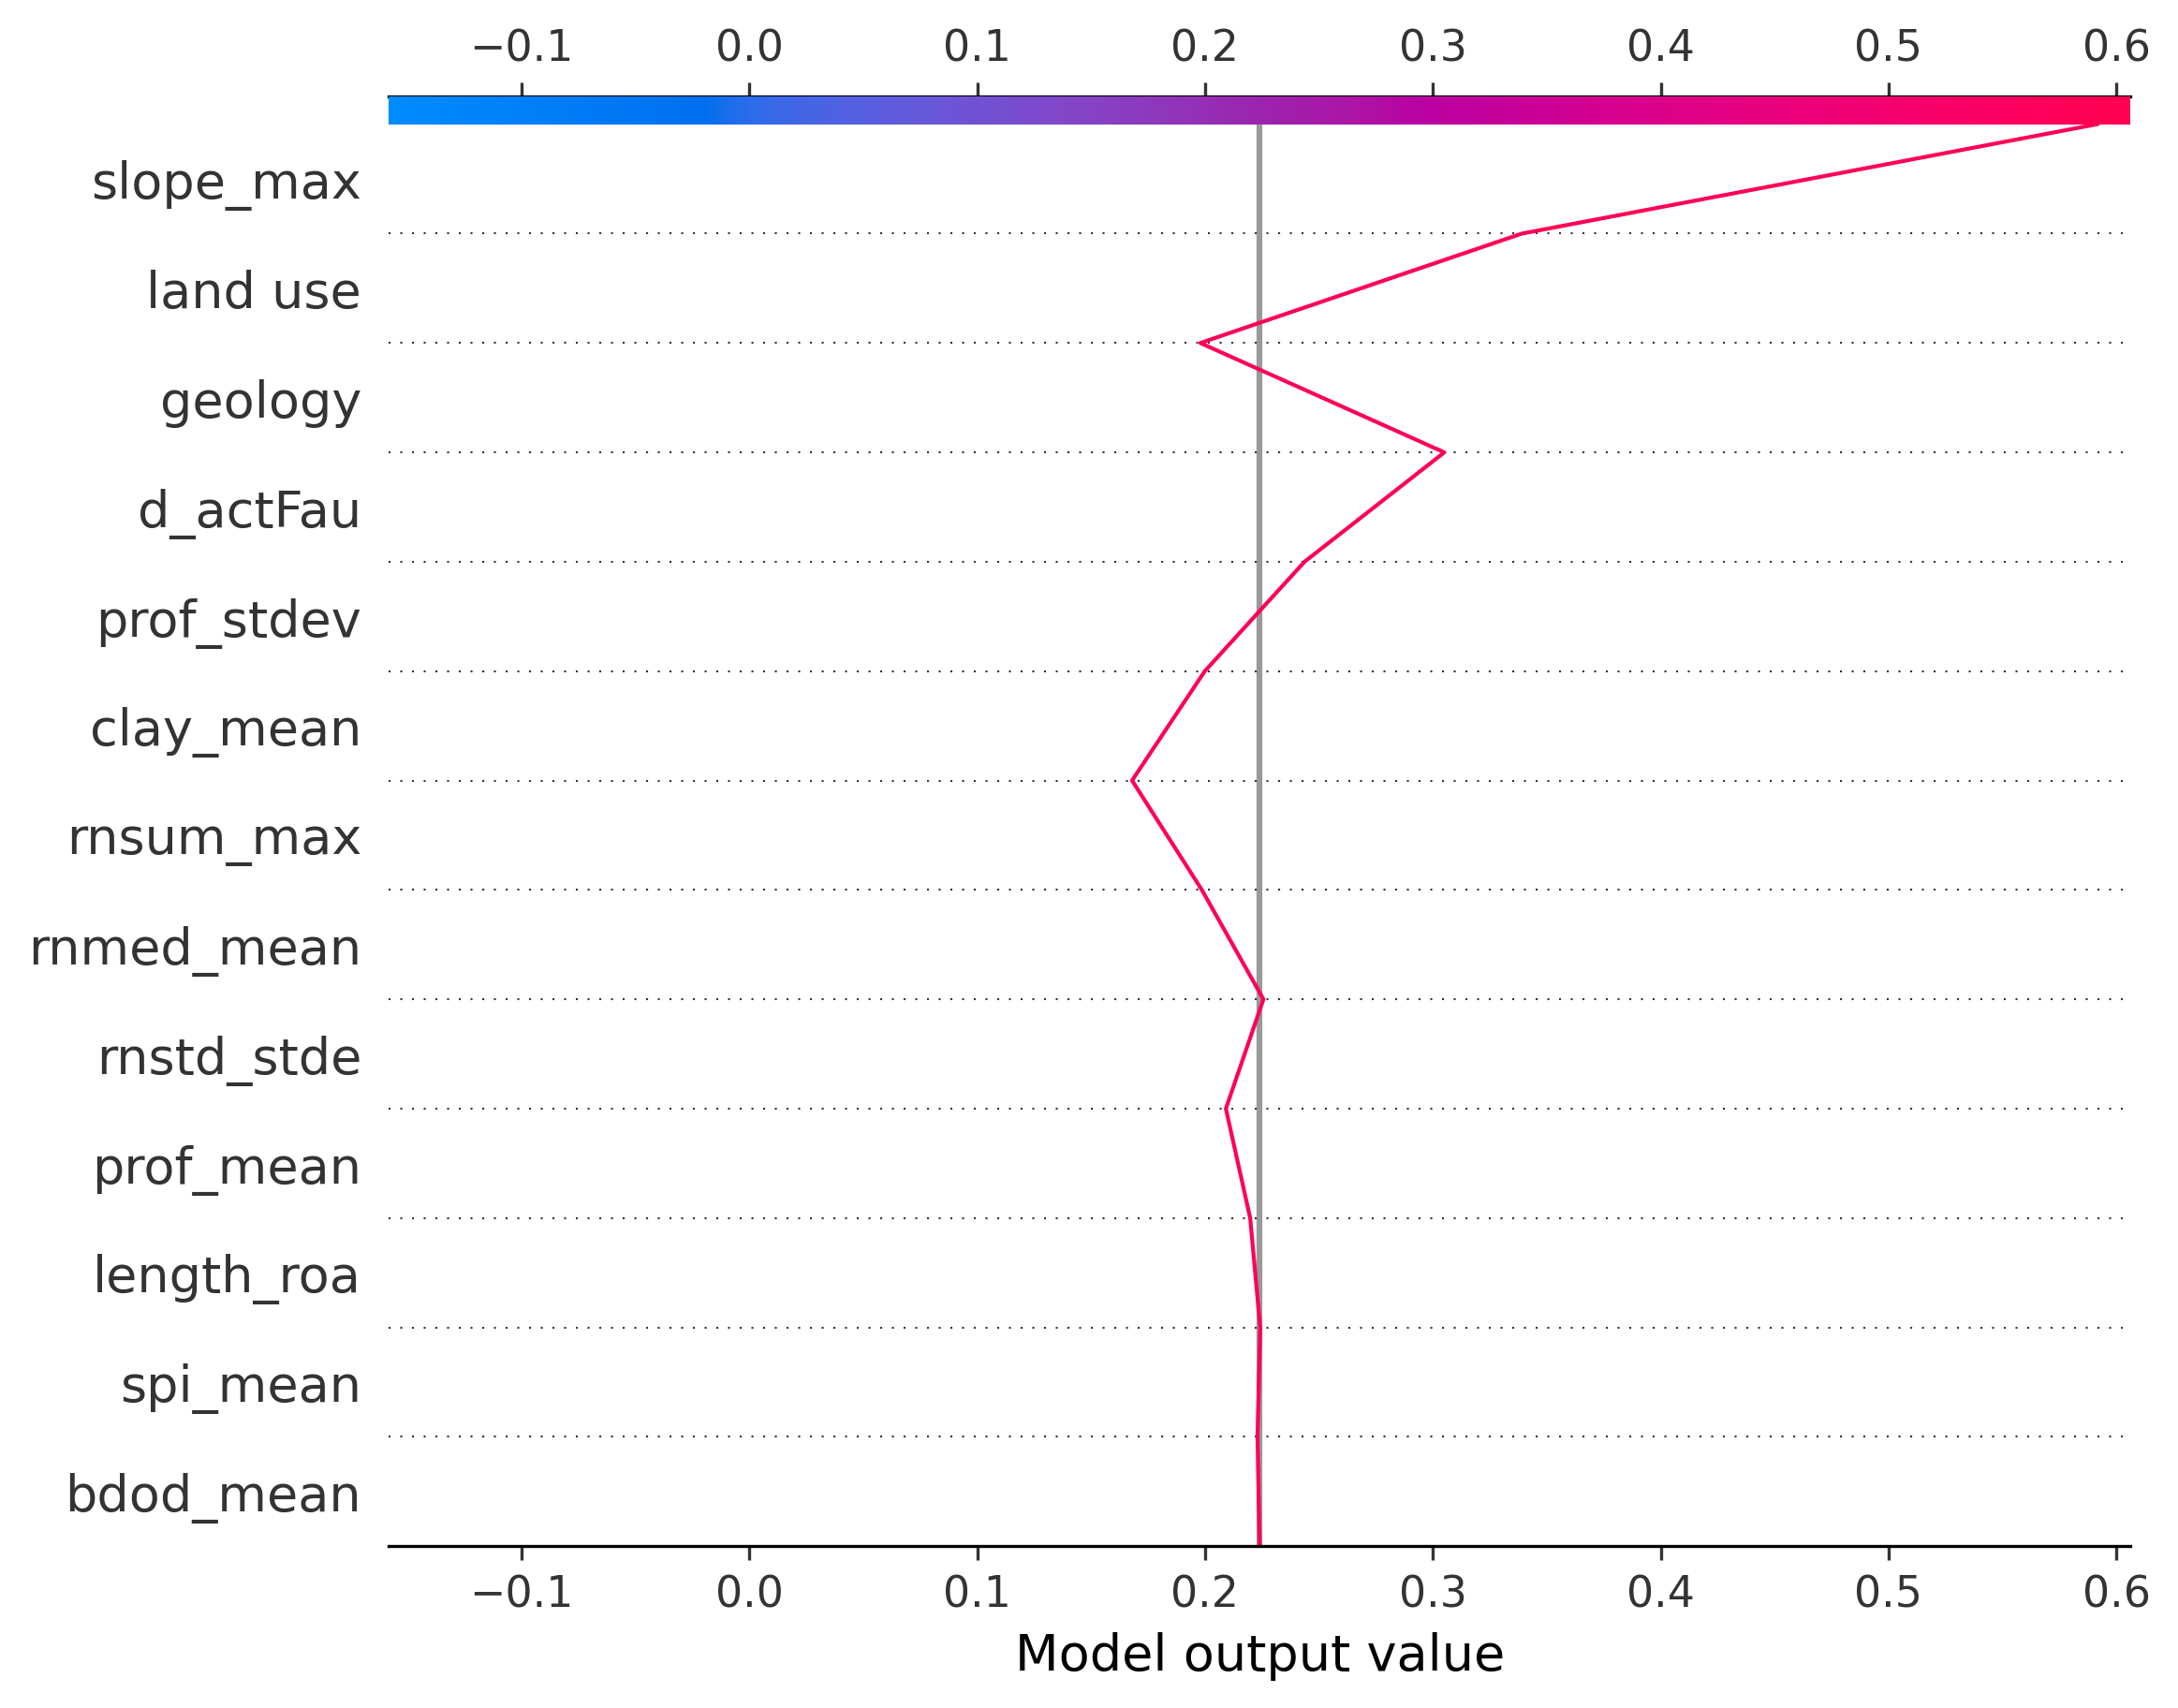 −0.1 0.0 0.1 0.2 0.3 0.4 0.5 0.6
slope_max
land use
geology
d_actFau
prof_stdev
clay_mean
rnsum_max
rnmed_mean
rnstd_stde
prof_mean
length_roa
spi_mean
bdod_mean
−0.1 0.0 0.1 0.2 0.3 0.4 0.5 0.6
Model output value